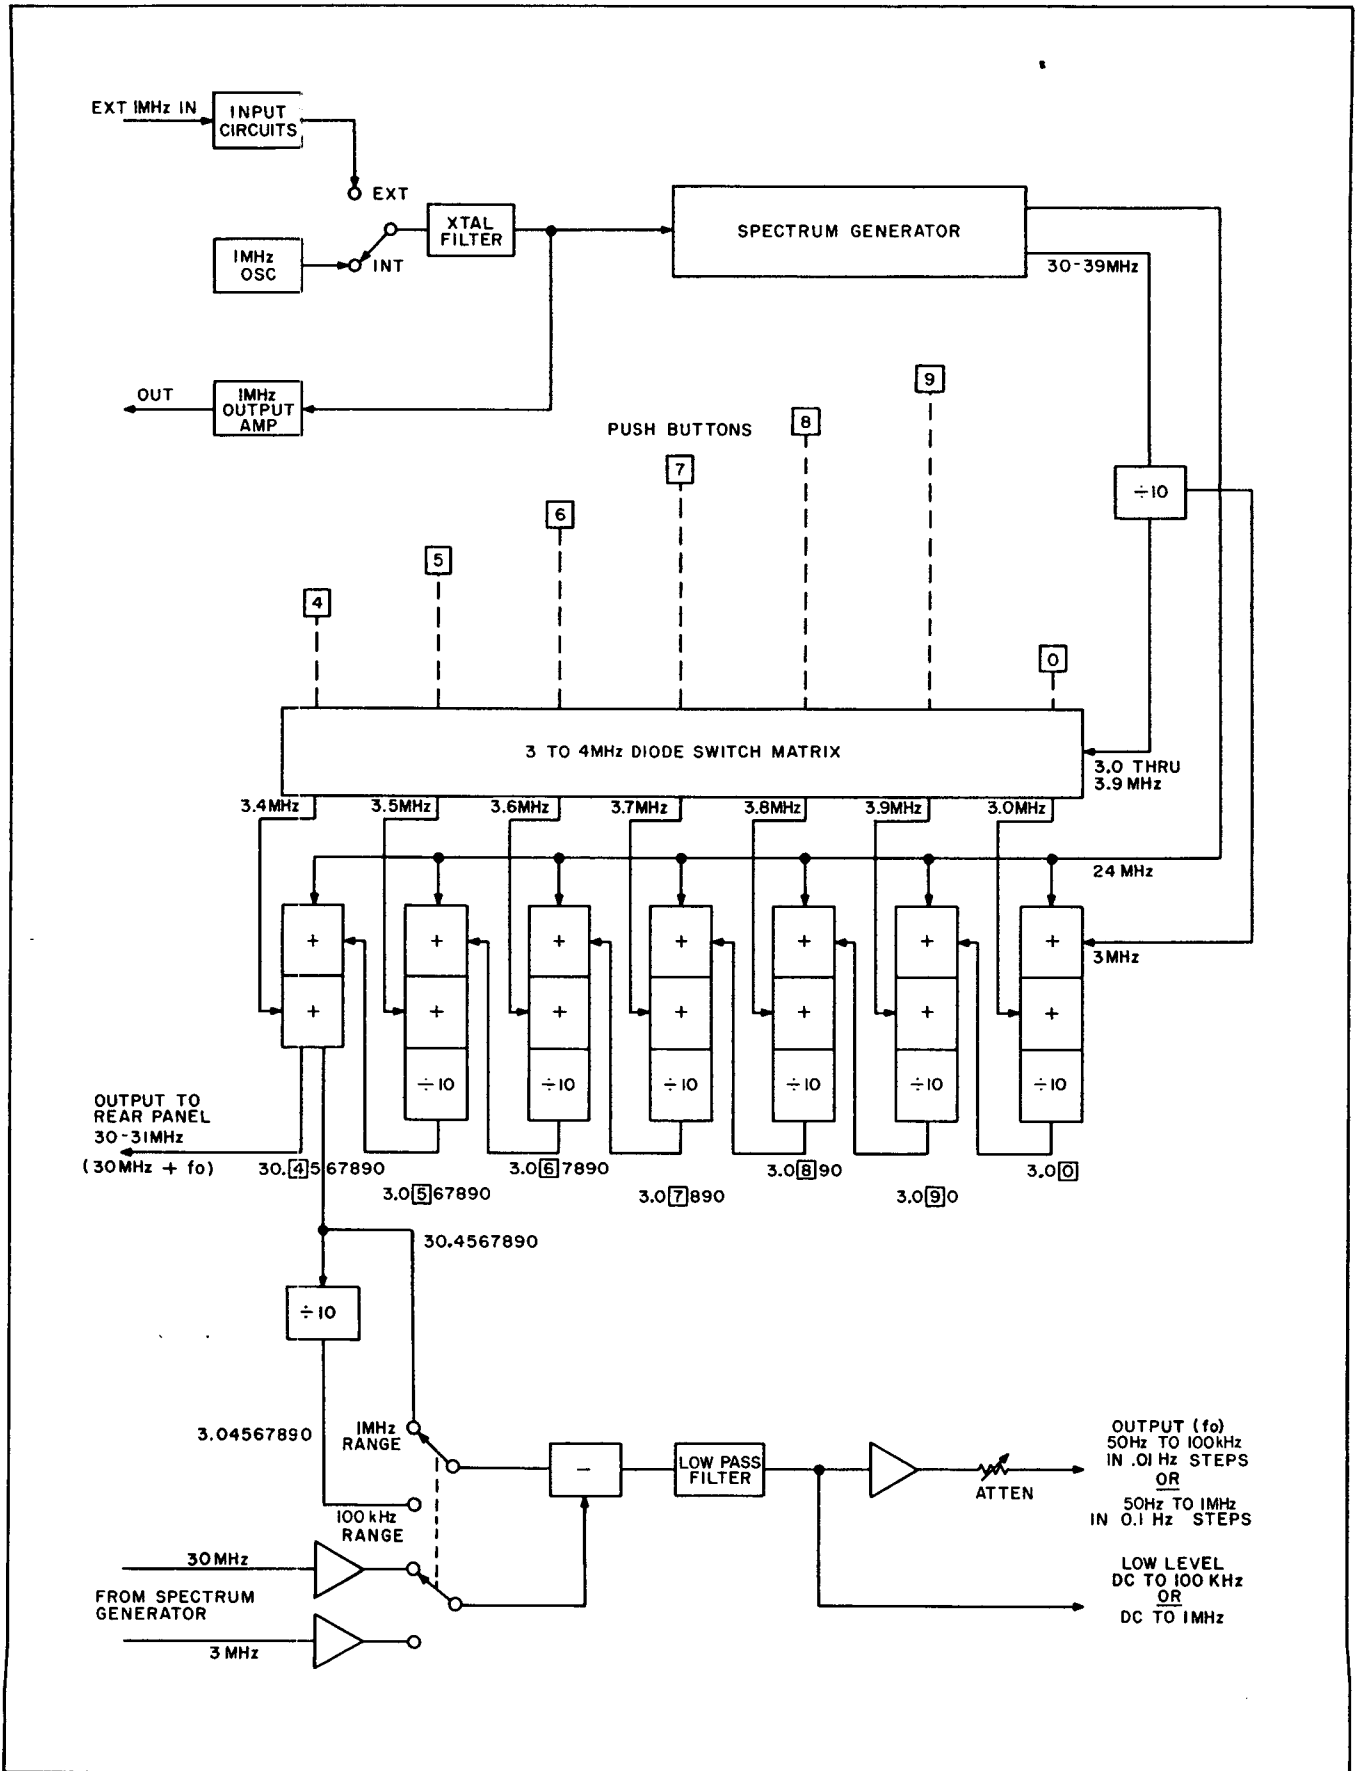 EXT 1MHz IN
INPUT
CIRCUITS
EXT
XTAL
FILTER
SPECTRUM GENERATOR
1MHz
OSC
INT
30-39MHz
OUT
1MHz
OUTPUT
AMP
PUSH BUTTONS
9
8
7
6
5
4
0
÷10
3 TO 4MHz DIODE SWITCH MATRIX
3.0 THRU
3.9 MHz
3.4MHz
3.5MHz
3.6MHz
3.7MHz
3.8MHz
3.9MHz
3.0MHz
24 MHz
+ + + + + + +
3MHz
+ + + + + + +
÷10 ÷10 ÷10 ÷10 ÷10 ÷10
OUTPUT TO
REAR PANEL
30-31MHz
(30MHz + fo)
30.4567890
3.0567890
3.067890
3.07890
3.0890
3.090
3.00
30.4567890
÷10
3.04567890
1MHz
RANGE
100kHz
RANGE
−
LOW PASS
FILTER
ATTEN
OUTPUT (fo)
50Hz TO 100kHz
IN .01 Hz STEPS
OR
50Hz TO 1MHz
IN 0.1 Hz STEPS
30MHz
FROM SPECTRUM
GENERATOR
3 MHz
LOW LEVEL
DC TO 100 KHz
OR
DC TO 1MHz